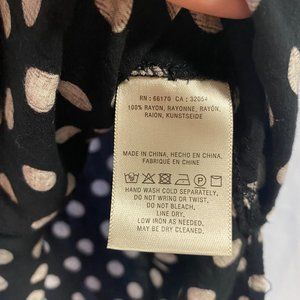 RN: 66170 CA: 32054
100% RAYON, RAYONNE, RAYÓN,
RAION, KUNSTSEIDE
MADE IN CHINA, HECHO EN CHINA,
FABRIQUÉ EN CHINA
HAND WASH COLD SEPARATELY.
DO NOT WRING OR TWIST.
DO NOT BLEACH.
LINE DRY.
LOW IRON AS NEEDED.
MAY BE DRY CLEANED.